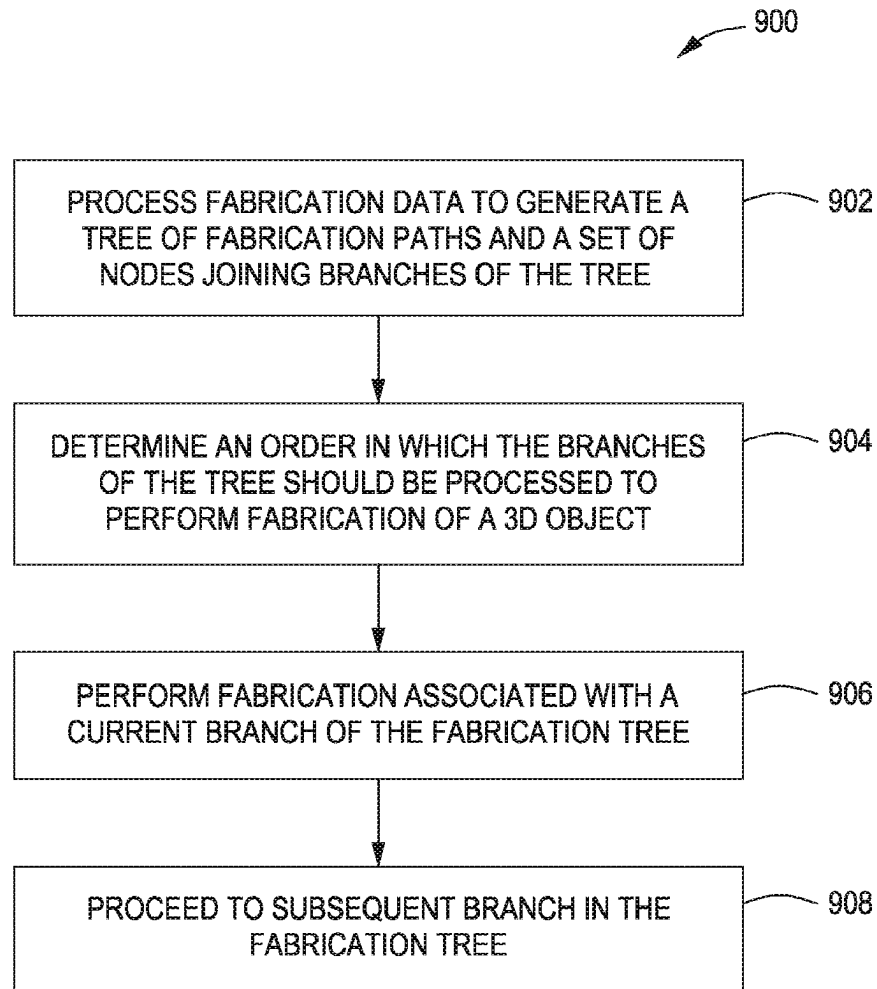 900
PROCESS FABRICATION DATA TO GENERATE A
TREE OF FABRICATION PATHS AND A SET OF
NODES JOINING BRANCHES OF THE TREE
902
DETERMINE AN ORDER IN WHICH THE BRANCHES
OF THE TREE SHOULD BE PROCESSED TO
PERFORM FABRICATION OF A 3D OBJECT
904
PERFORM FABRICATION ASSOCIATED WITH A
CURRENT BRANCH OF THE FABRICATION TREE
906
PROCEED TO SUBSEQUENT BRANCH IN THE
FABRICATION TREE
908